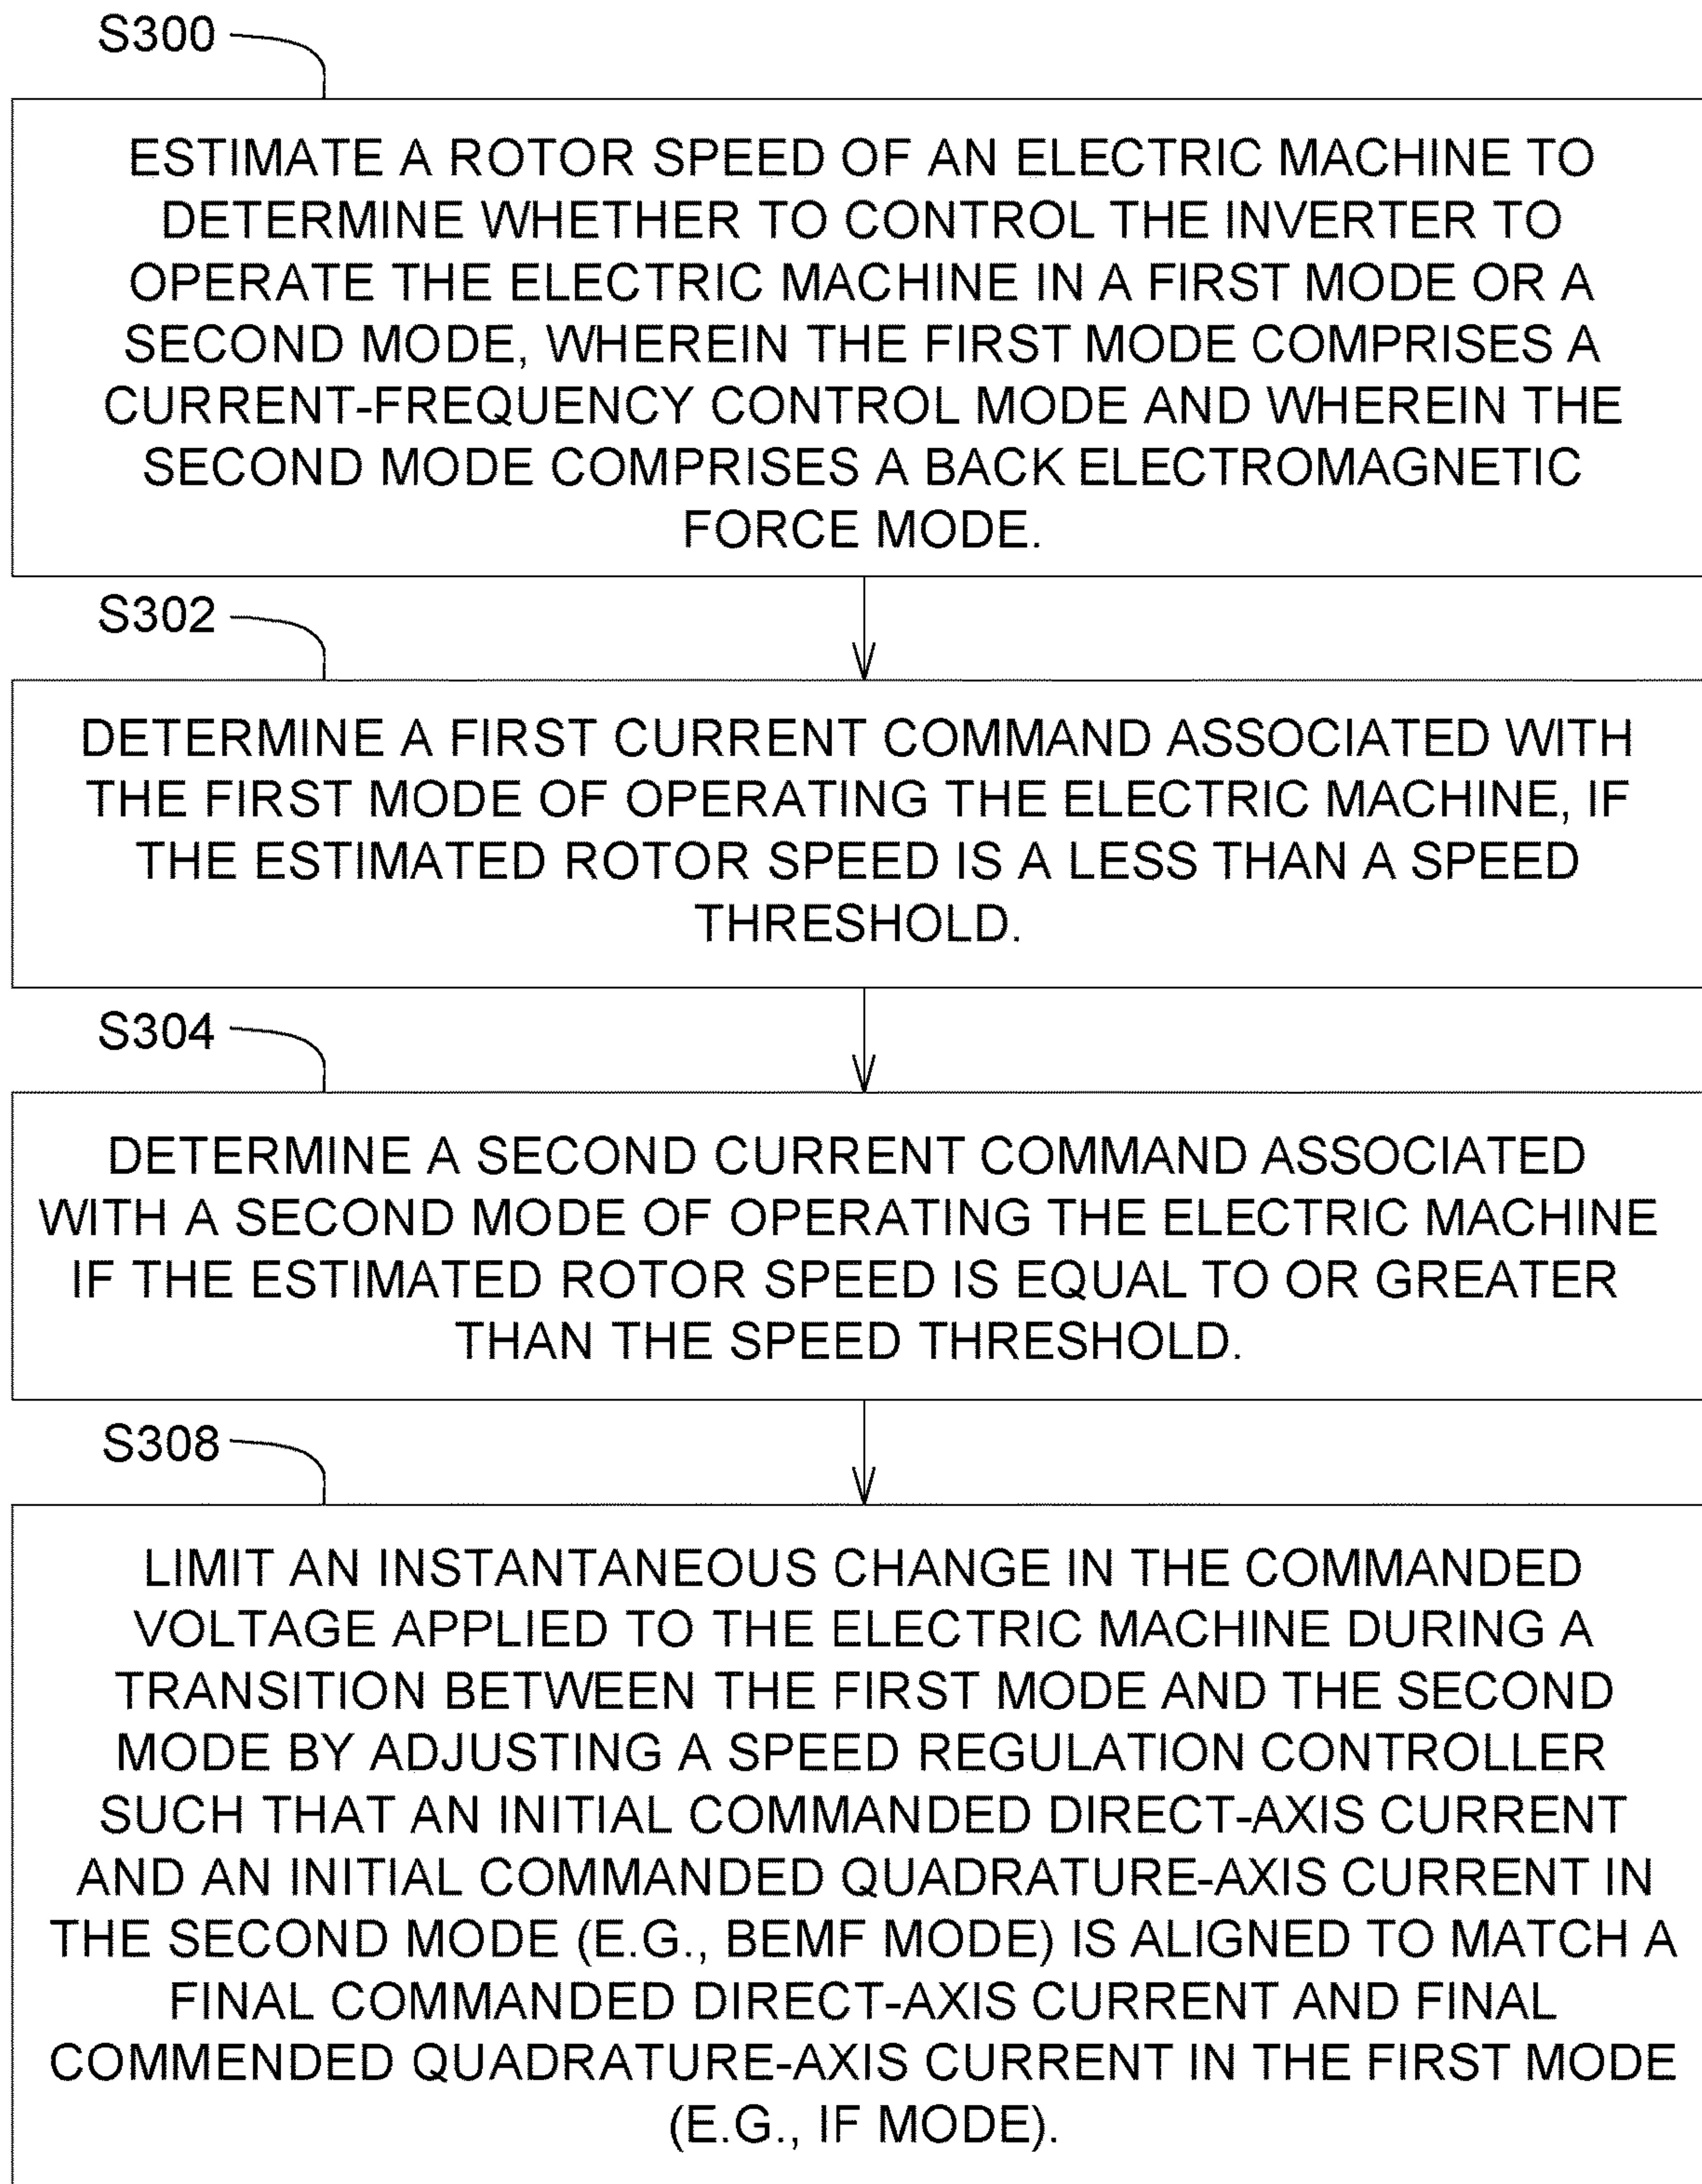 S300
ESTIMATE A ROTOR SPEED OF AN ELECTRIC MACHINE TO
DETERMINE WHETHER TO CONTROL THE INVERTER TO
OPERATE THE ELECTRIC MACHINE IN A FIRST MODE OR A
SECOND MODE, WHEREIN THE FIRST MODE COMPRISES A
CURRENT-FREQUENCY CONTROL MODE AND WHEREIN THE
SECOND MODE COMPRISES A BACK ELECTROMAGNETIC
FORCE MODE.
S302
DETERMINE A FIRST CURRENT COMMAND ASSOCIATED WITH
THE FIRST MODE OF OPERATING THE ELECTRIC MACHINE, IF
THE ESTIMATED ROTOR SPEED IS A LESS THAN A SPEED
THRESHOLD.
S304
DETERMINE A SECOND CURRENT COMMAND ASSOCIATED
WITH A SECOND MODE OF OPERATING THE ELECTRIC MACHINE
IF THE ESTIMATED ROTOR SPEED IS EQUAL TO OR GREATER
THAN THE SPEED THRESHOLD.
S308
LIMIT AN INSTANTANEOUS CHANGE IN THE COMMANDED
VOLTAGE APPLIED TO THE ELECTRIC MACHINE DURING A
TRANSITION BETWEEN THE FIRST MODE AND THE SECOND
MODE BY ADJUSTING A SPEED REGULATION CONTROLLER
SUCH THAT AN INITIAL COMMANDED DIRECT-AXIS CURRENT
AND AN INITIAL COMMANDED QUADRATURE-AXIS CURRENT IN
THE SECOND MODE (E.G., BEMF MODE) IS ALIGNED TO MATCH A
FINAL COMMANDED DIRECT-AXIS CURRENT AND FINAL
COMMENDED QUADRATURE-AXIS CURRENT IN THE FIRST MODE
(E.G., IF MODE).